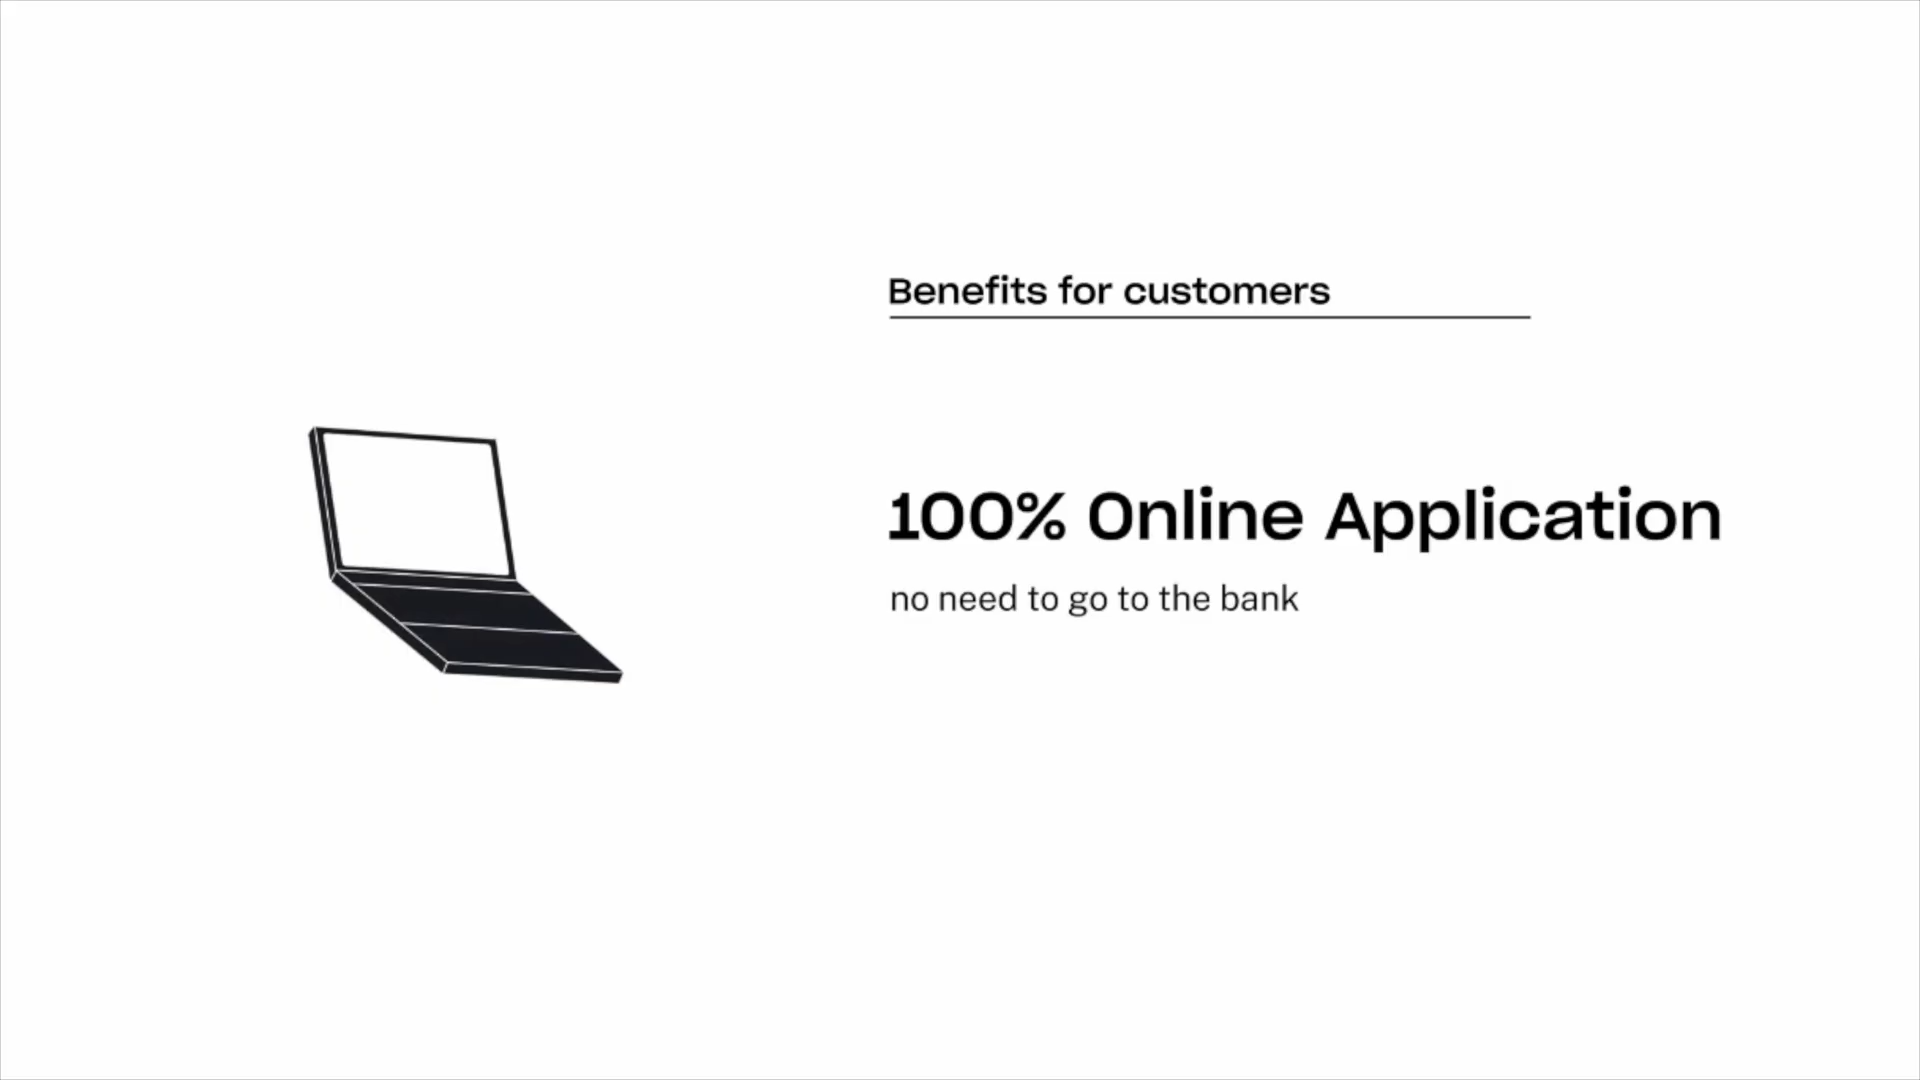 Benefits for customers
100% Online Application
no need to go to the bank